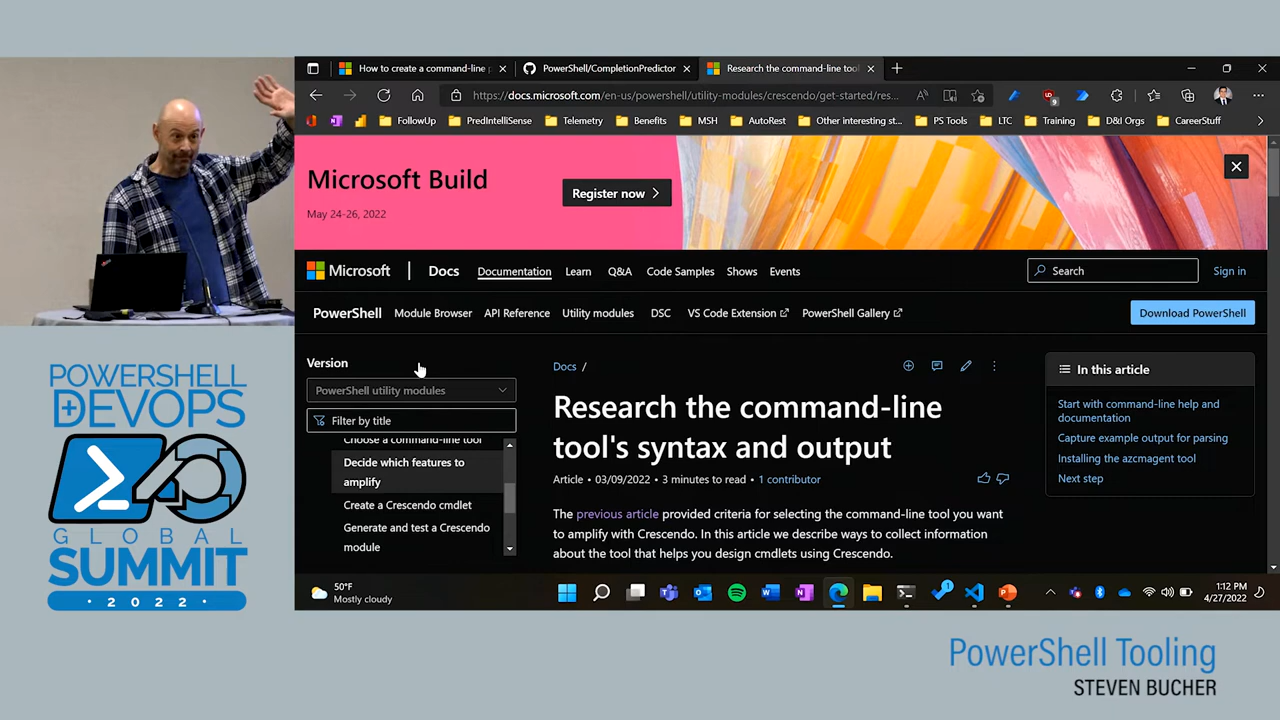 How to create a command-line p
PowerShell/CompletionPredictor
Research the command-line tool
https://docs.microsoft.com/en-us/powershell/utility-modules/crescendo/get-started/res...
9
FollowUp
PredIntelliSense
Telemetry
Benefits
MSH
AutoRest
Other interesting st...
PS Tools
LTC
Training
D&I Orgs
CareerStuff
Microsoft Build
May 24-26, 2022
Register now
Microsoft
Docs
Documentation
Learn
Q&A
Code Samples
Shows
Events
Search
Sign in
PowerShell
Module Browser
API Reference
Utility modules
DSC
VS Code Extension
PowerShell Gallery
Download PowerShell
Version
PowerShell utility modules
Filter by title
Choose a command-line tool
Decide which features to
amplify
Create a Crescendo cmdlet
Generate and test a Crescendo
module
Docs /
Research the command-line
tool's syntax and output
Article • 03/09/2022 • 3 minutes to read • 1 contributor
The previous article provided criteria for selecting the command-line tool you want
to amplify with Crescendo. In this article we describe ways to collect information
about the tool that helps you design cmdlets using Crescendo.
In this article
Start with command-line help and
documentation
Capture example output for parsing
Installing the azcmagent tool
Next step
50°F
Mostly cloudy
1
1:12 PM
4/27/2022
POWERSHELL
DEVOPS
GLOBAL
SUMMIT
· 2022 ·
PowerShell Tooling
STEVEN BUCHER